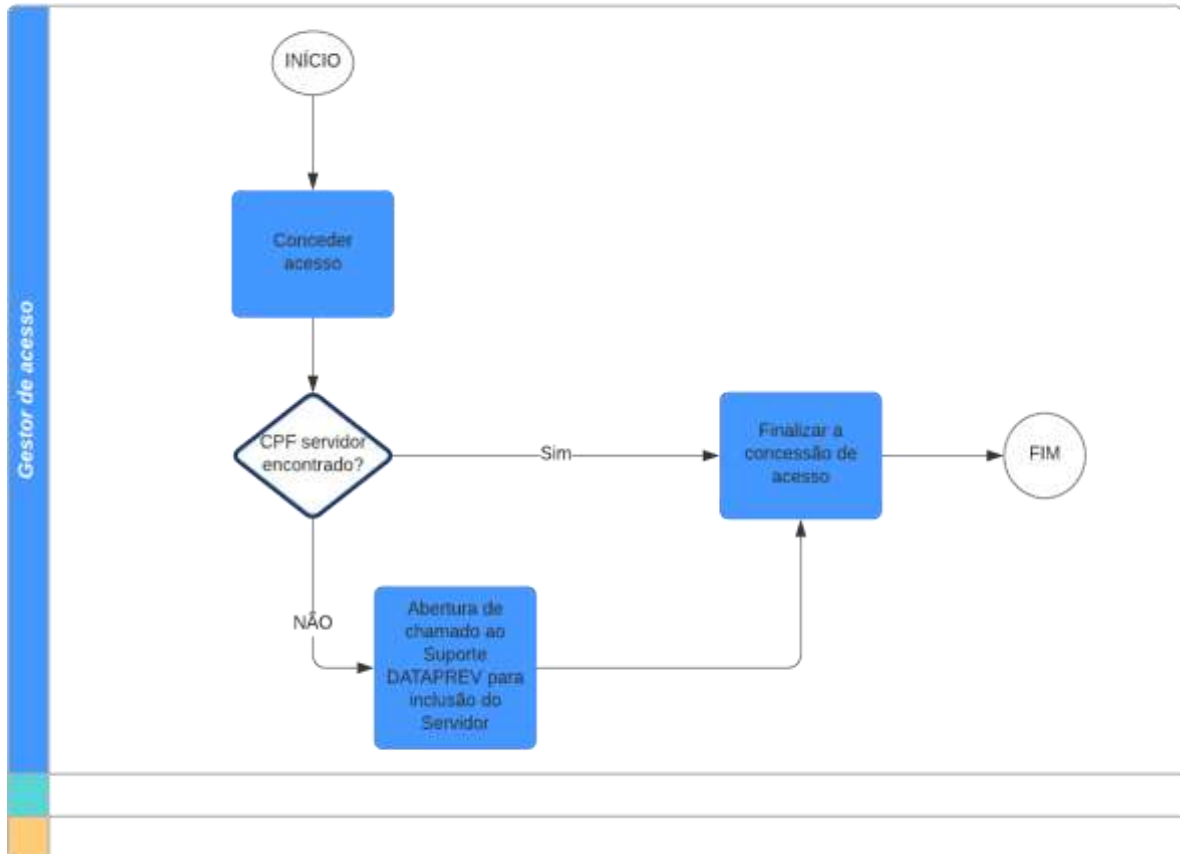 INÍCIO
Conceder
acesso
Gestor de acesso
CPF servidor
encontrado?
Sim
Finalizar a
concessão de
acesso
FIM
NÃO
Abertura de
chamado ao
Suporte
DATAPREV para
inclusão do
Servidor